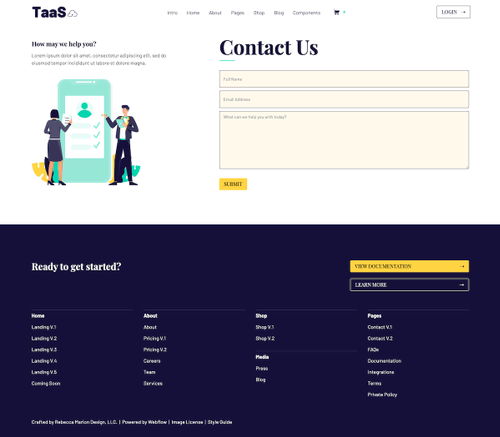 TaaS
Intro Home About Pages Shop Blog Components 0 LOGIN →
How may we help you?
Lorem ipsum dolor sit amet, consectetur adipiscing elit, sed do
eiusmod tempor incididunt ut labore et dolore magna.
Contact Us
Full Name
Email Address
What can we help you with today?
SUBMIT
Ready to get started?
VIEW DOCUMENTATION →
LEARN MORE →
Home
Landing V.1
Landing V.2
Landing V.3
Landing V.4
Landing V.5
Coming Soon
About
About
Pricing V.1
Pricing V.2
Careers
Team
Services
Shop
Shop V.1
Shop V.2
Media
Press
Blog
Pages
Contact V.1
Contact V.2
FAQs
Documentation
Integrations
Terms
Privacy Policy
Crafted by Rebecca Marion Design, LLC. | Powered by Webflow | Image License | Style Guide